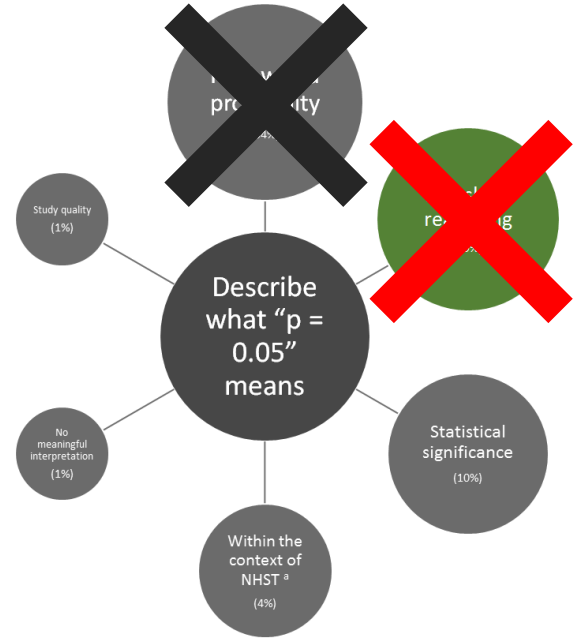 Study quality
(1%)
Describe
what “p =
0.05”
means
Statistical
significance
(10%)
No
meaningful
interpretation
(1%)
Within the
context of
NHST ᵃ
(4%)